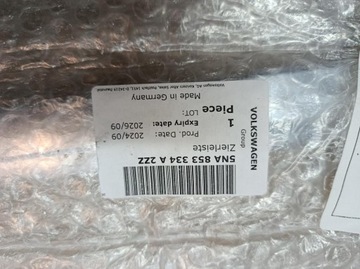 VOLKSWAGEN
Group
5NA 853 334 A 2ZZ
Zierleiste
Prod. Date: 2024/09
1 Expiry date: 2026/09
Piece LOT:
Made in Germany